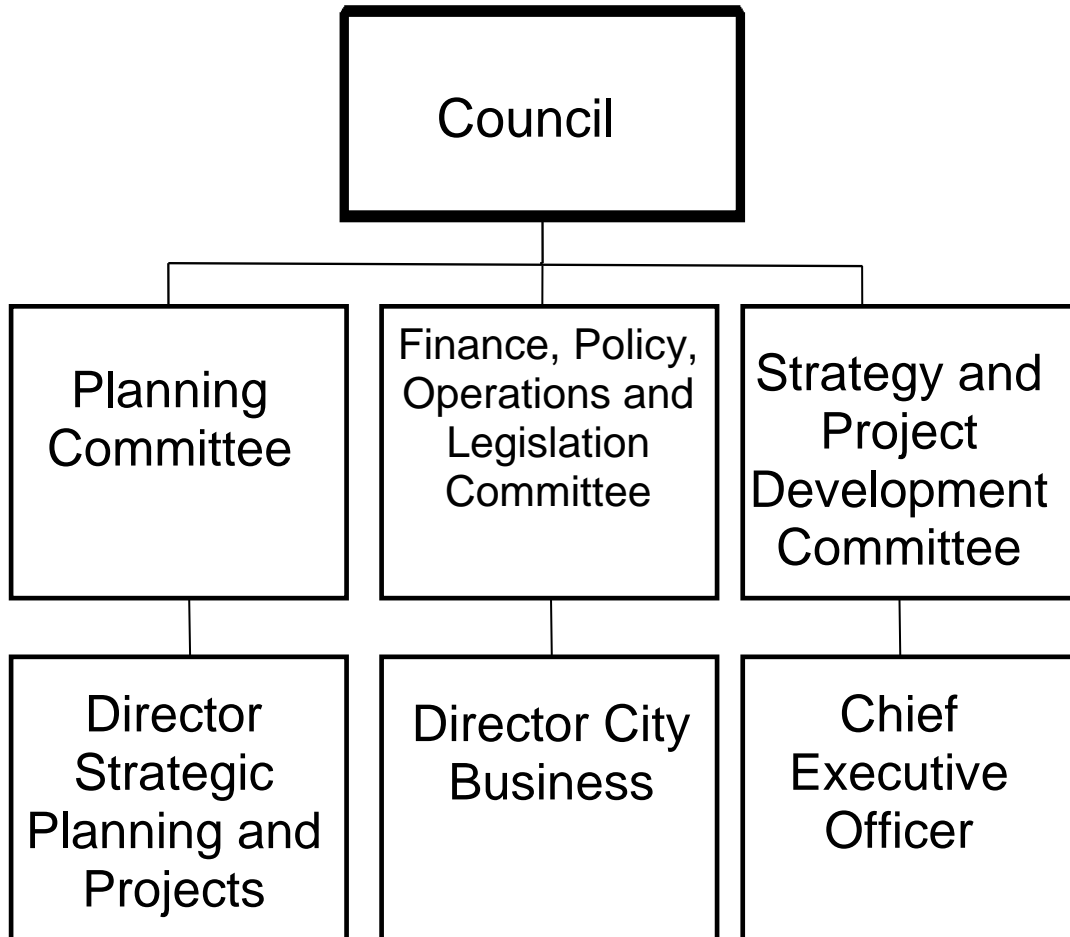 Council
Planning
Committee
Finance, Policy,
Operations and
Legislation
Committee
Strategy and
Project
Development
Committee
Director
Strategic
Planning and
Projects
Director City
Business
Chief
Executive
Officer